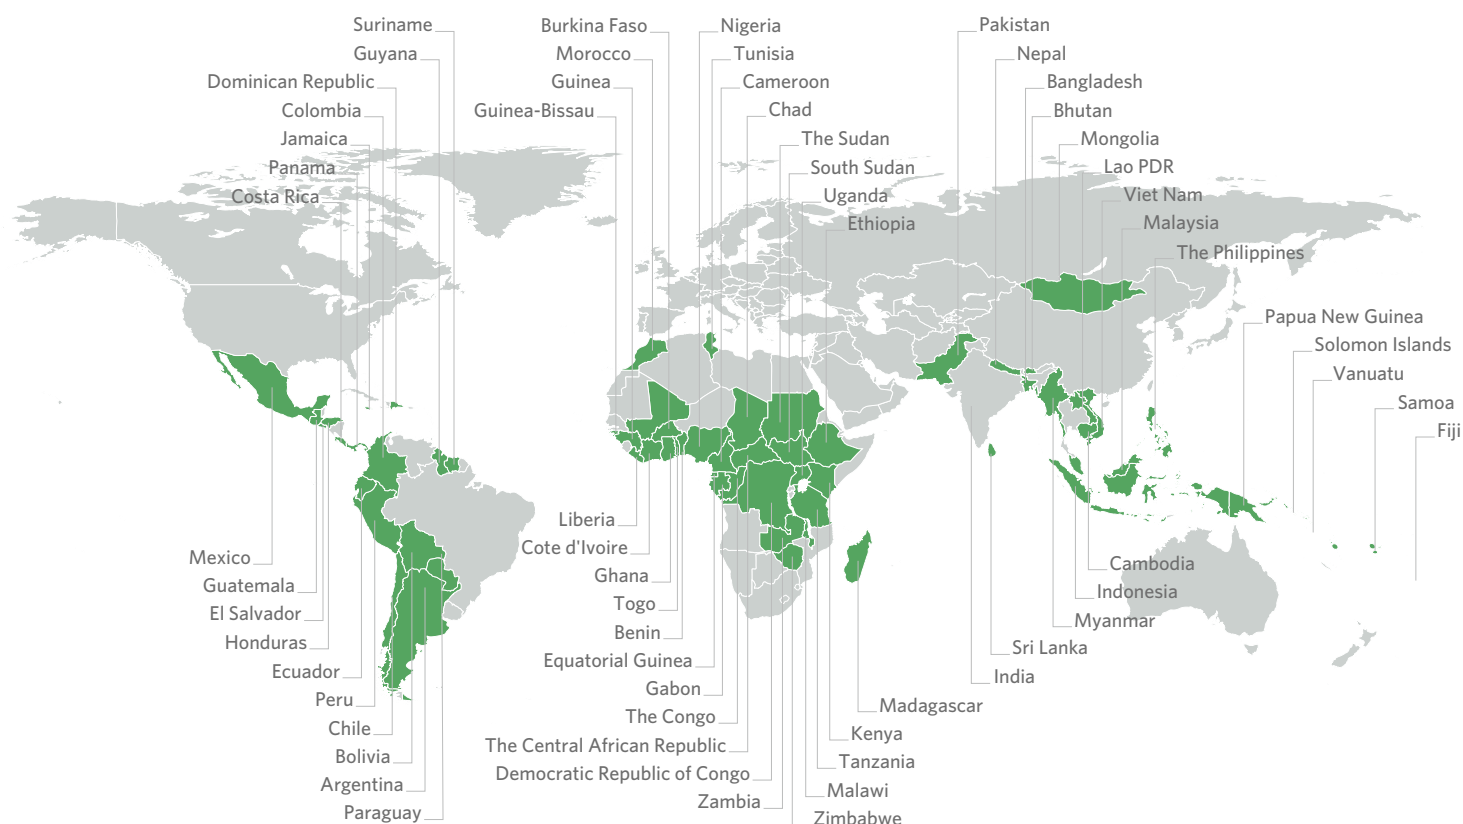 Suriname
Guyana
Dominican Republic
Colombia
Jamaica
Panama
Costa Rica
Burkina Faso
Morocco
Guinea
Guinea-Bissau
Nigeria
Tunisia
Cameroon
Chad
The Sudan
South Sudan
Uganda
Ethiopia
Pakistan
Nepal
Bangladesh
Bhutan
Mongolia
Lao PDR
Viet Nam
Malaysia
The Philippines
Papua New Guinea
Solomon Islands
Vanuatu
Samoa
Fiji
Mexico
Guatemala
El Salvador
Honduras
Ecuador
Peru
Chile
Bolivia
Argentina
Paraguay
Liberia
Cote d'Ivoire
Ghana
Togo
Benin
Equatorial Guinea
Gabon
The Congo
The Central African Republic
Democratic Republic of Congo
Zambia
Cambodia
Indonesia
Myanmar
Sri Lanka
India
Madagascar
Kenya
Tanzania
Malawi
Zimbabwe